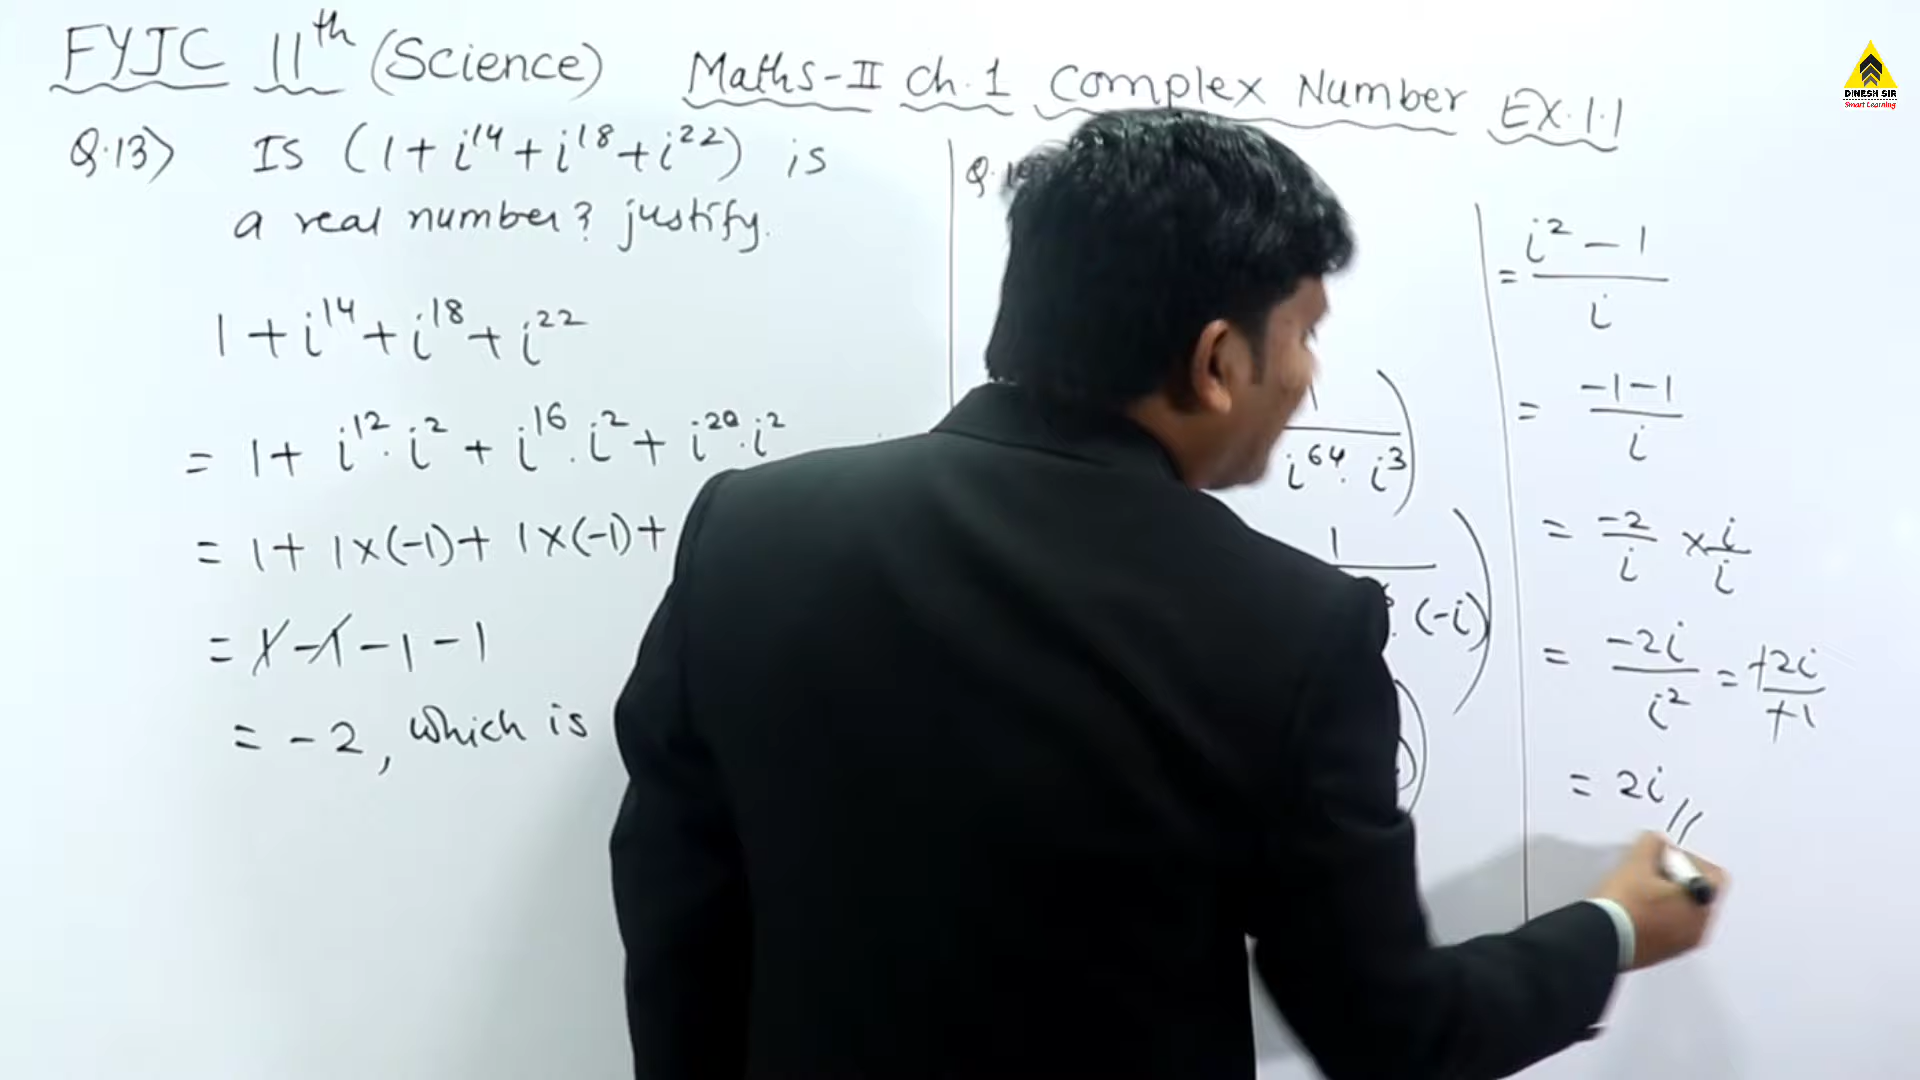 FYJC 11th (Science) Maths-II Ch.1 Complex Number EX.1.1
DINESH SIR
Smart Learning
Q.13) Is (1+i¹⁴+i¹⁸+i²²) is
a real number? justify.
1+i¹⁴+i¹⁸+i²²
= 1+ i¹².i² + i¹⁶.i² + i²⁰.i²
= 1+ 1×(-1)+ 1×(-1)+
= 1-1-1-1
= -2, which is
Q.
1
i⁶⁴. i³)
1
. (-i))
= i²-1 / i
= -1-1 / i
= -2/i × i/i
= -2i/i² = +2i/+1
= 2i //